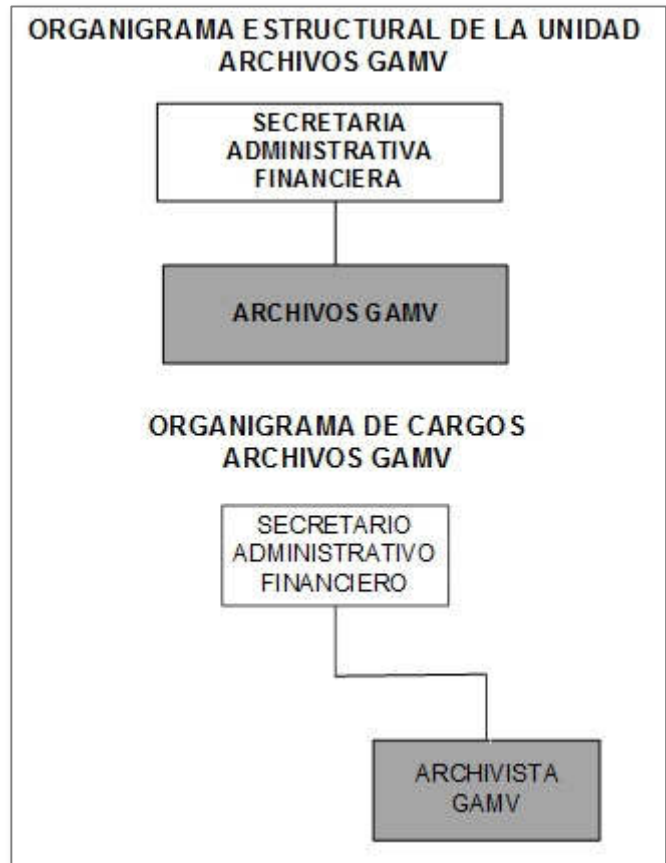 ORGANIGRAMA ESTRUCTURAL DE LA UNIDAD
ARCHIVOS GAMV
SECRETARIA
ADMINISTRATIVA
FINANCIERA
ARCHIVOS GAMV
ORGANIGRAMA DE CARGOS
ARCHIVOS GAMV
SECRETARIO
ADMINISTRATIVO
FINANCIERO
ARCHIVISTA
GAMV